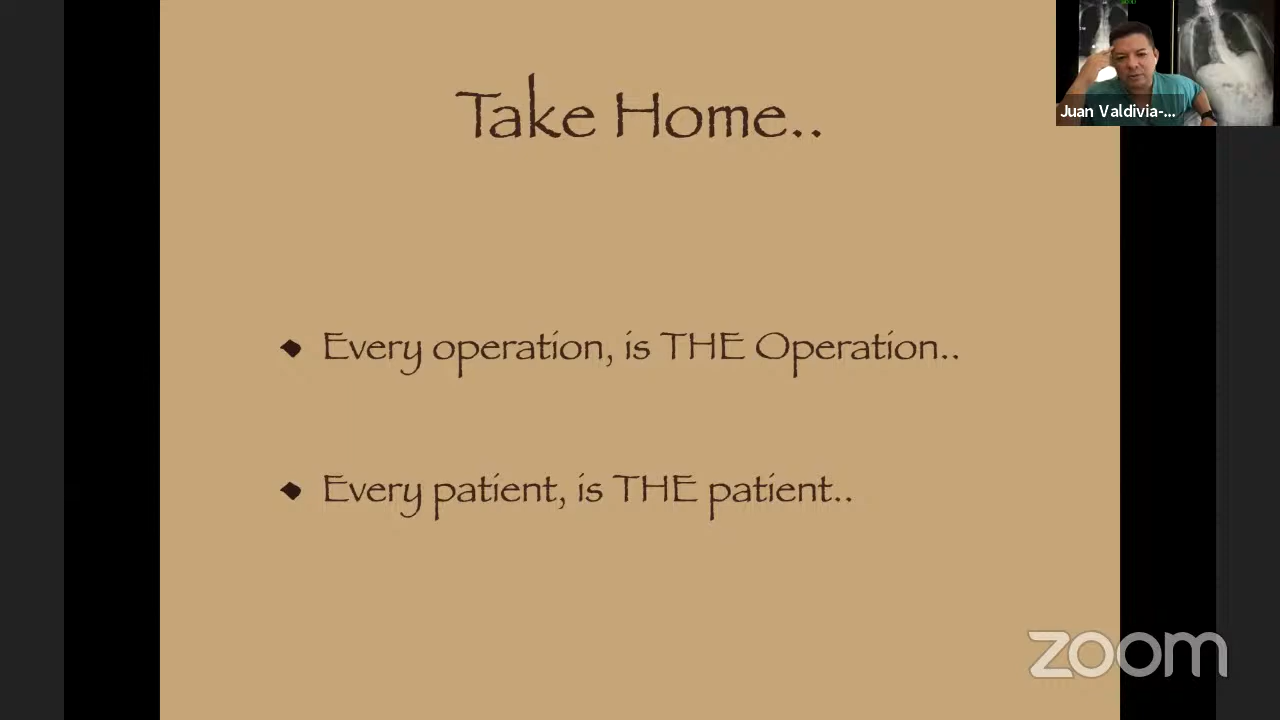 Take Home..
Every operation, is THE Operation..
Every patient, is THE patient..
Juan Valdivia-...
zoom